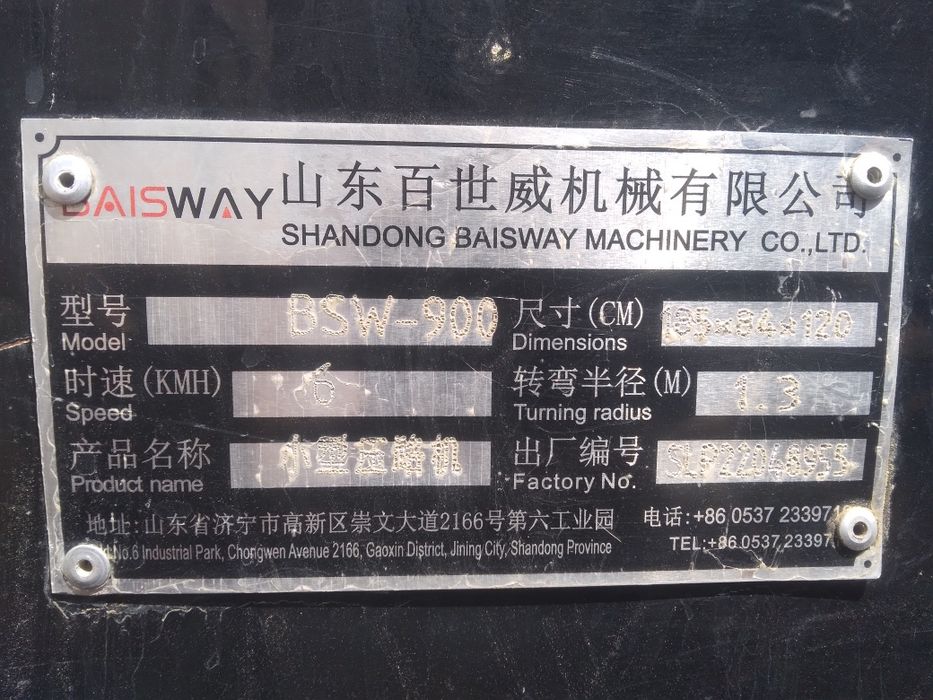 BAISWAY 山东百世威机械有限公司
SHANDONG BAISWAY MACHINERY CO.,LTD.
型号 BSW-900 尺寸(CM) 185×84×120
Model Dimensions
时速(KMH) 6 转弯半径(M) 1.3
Speed Turning radius
产品名称 小型压路机 出厂编号 SLP22048955
Product name Factory No.
地址:山东省济宁市高新区崇文大道2166号第六工业园 电话:+86 0537 233971
No.6 Industrial Park, Chongwen Avenue 2166, Gaoxin District, Jining City, Shandong Province TEL:+86 0537 23397